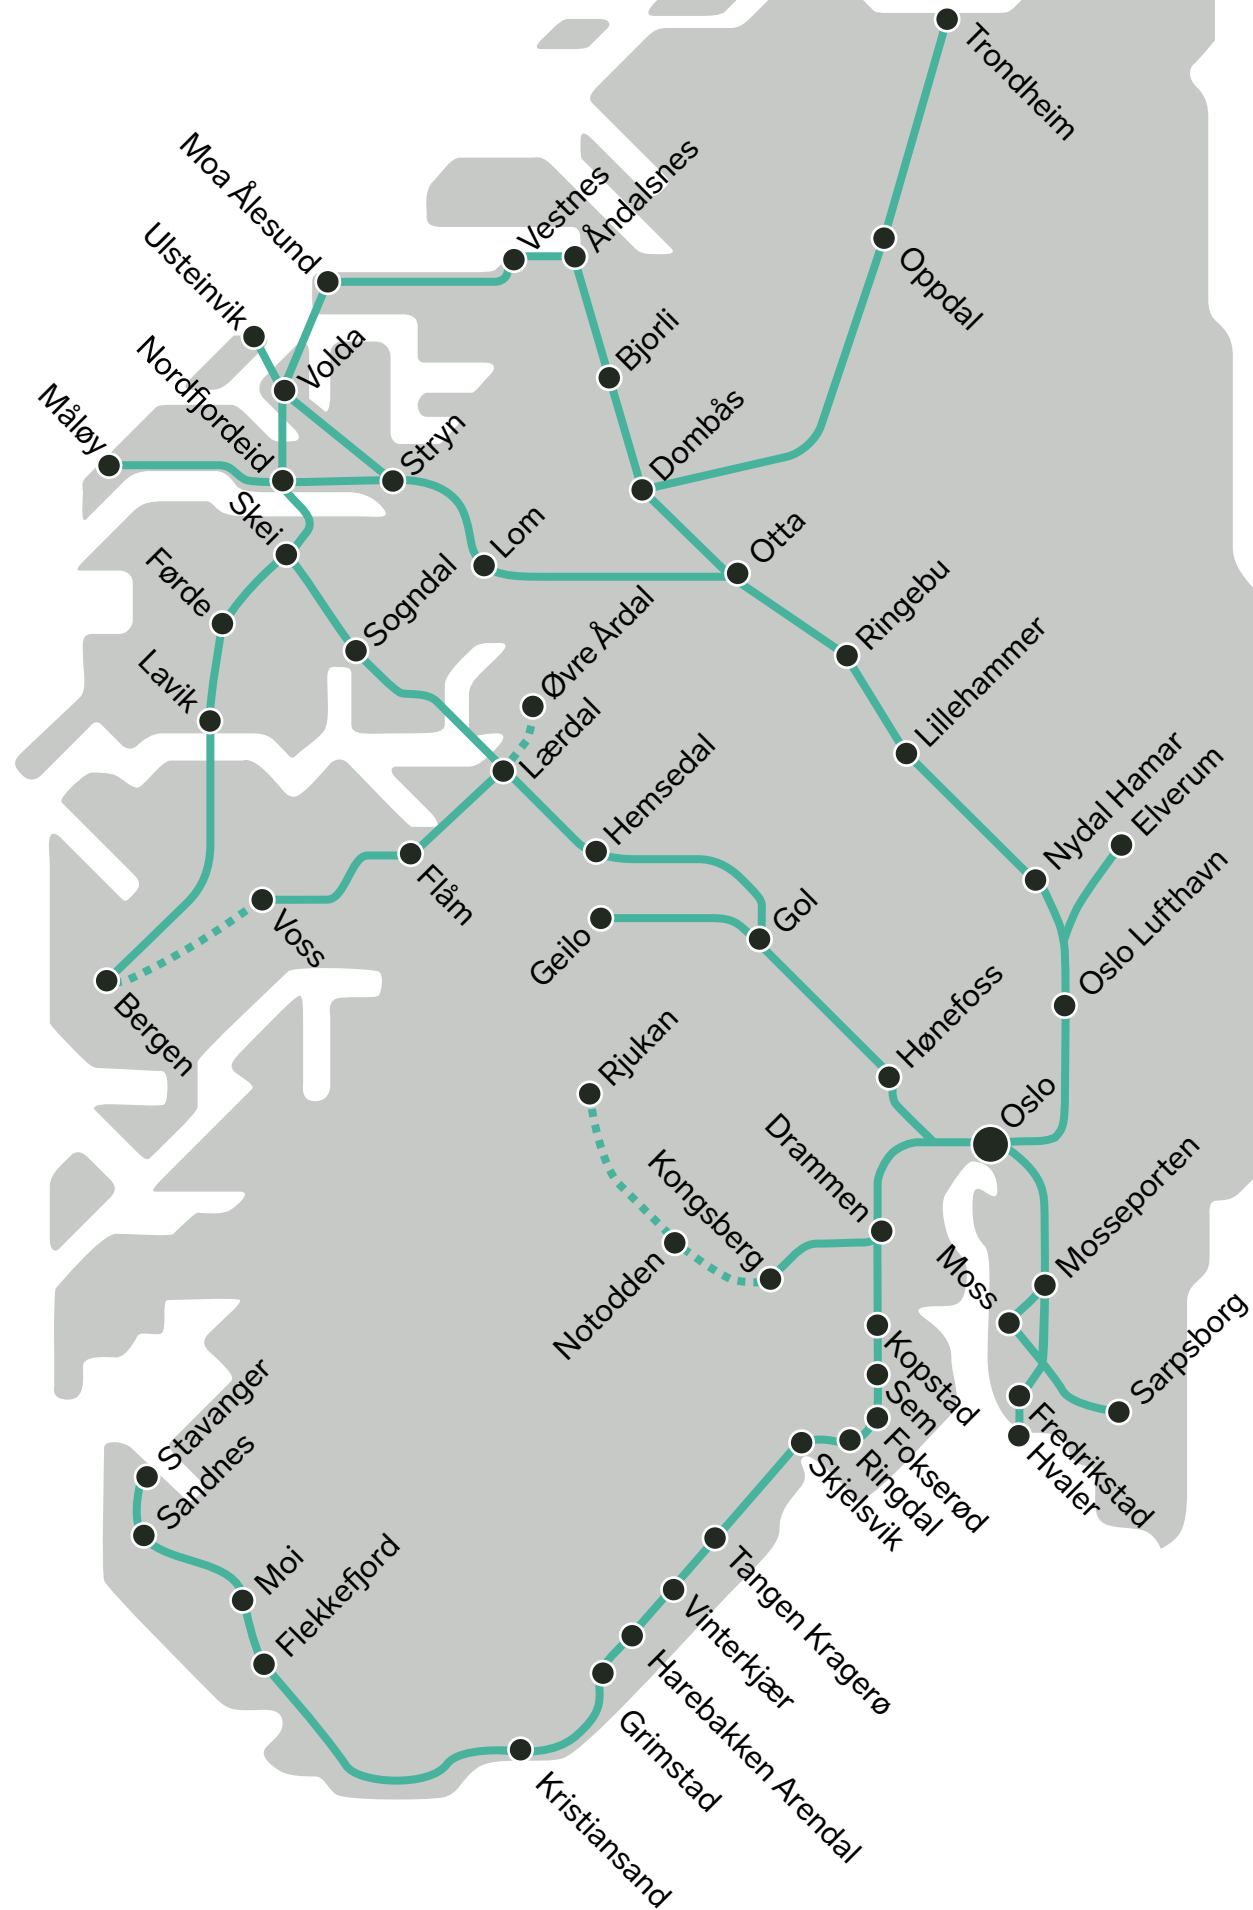 Trondheim
Moa Ålesund
Vestnes
Åndalsnes
Ulsteinvik
Oppdal
Nordfjordeid
Volda
Bjorli
Måløy
Stryn
Dombås
Skei
Lom
Otta
Førde
Sogndal
Øvre Årdal
Ringebu
Lavik
Lærdal
Lillehammer
Hemsedal
Nydal Hamar
Elverum
Flåm
Voss
Geilo
Gol
Oslo Lufthavn
Bergen
Rjukan
Hønefoss
Oslo
Drammen
Kongsberg
Mosseporten
Notodden
Moss
Kopstad
Sarpsborg
Sem
Stavanger
Fokserød
Fredrikstad
Sandnes
Ringdal
Hvaler
Skjelsvik
Moi
Tangen Kragerø
Flekkefjord
Vinterkjær
Harebakken Arendal
Grimstad
Kristiansand